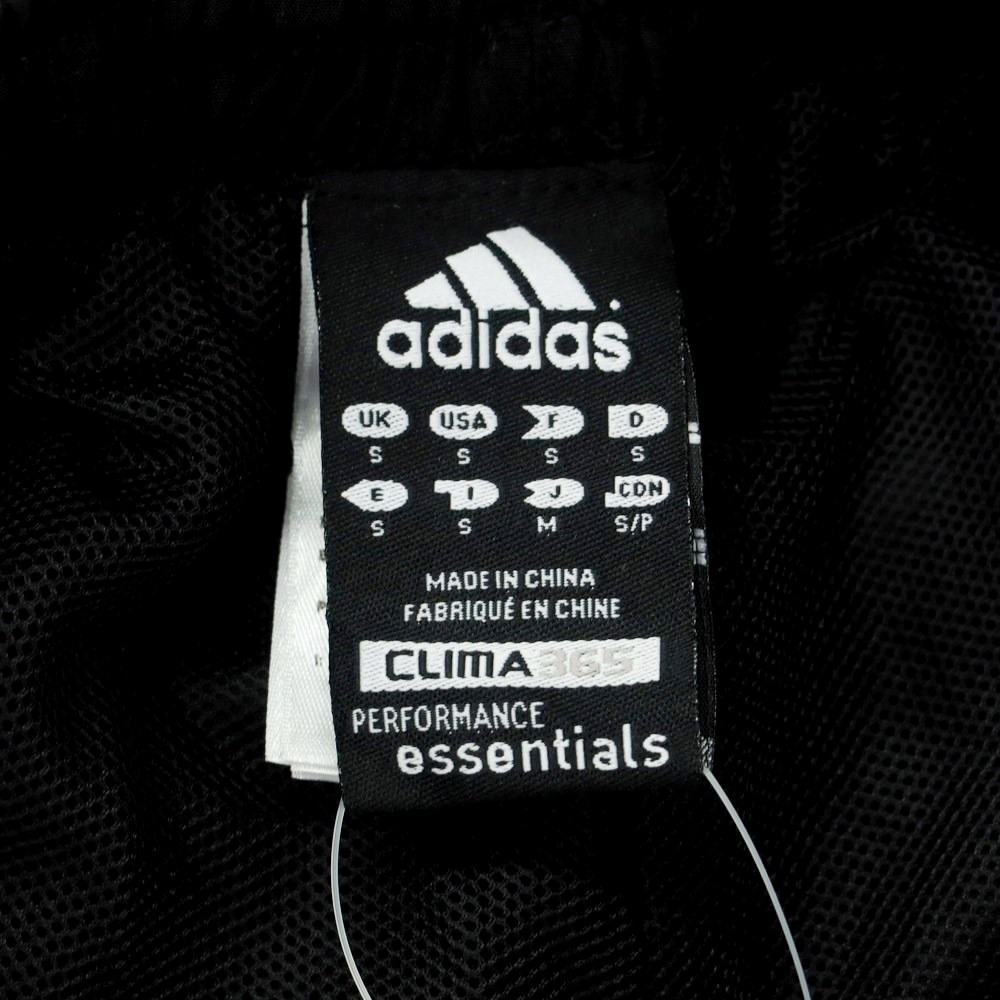 adidas
UK USA F D
S S S S
E I J CDN
S S M S/P
MADE IN CHINA
FABRIQUÉ EN CHINE
CLIMA365
PERFORMANCE
essentials